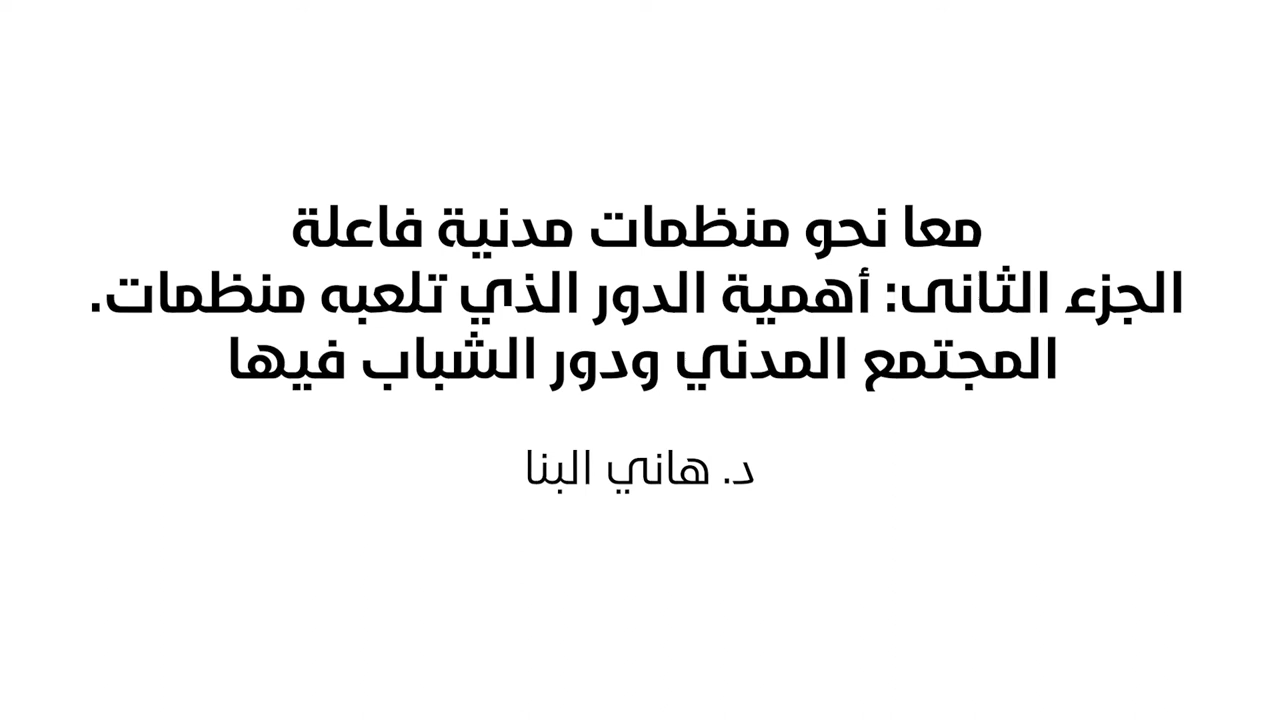 معا نحو منظمات مدنية فاعلة
الجزء الثانى: أهمية الدور الذي تلعبه منظمات.
المجتمع المدني ودور الشباب فيها
د. هاني البنا